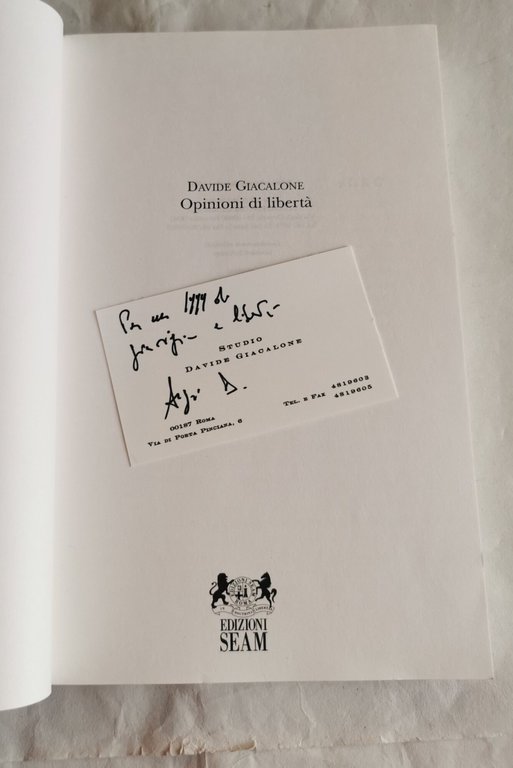 DAVIDE GIACALONE
Opinioni di libertà
Per un 1999 di
giustizia e libertà
STUDIO
DAVIDE GIACALONE
D.
00187 ROMA
VIA DI PORTA PINCIANA, 6
TEL. E FAX 4819603
4819605
EDIZIONI
SEAM